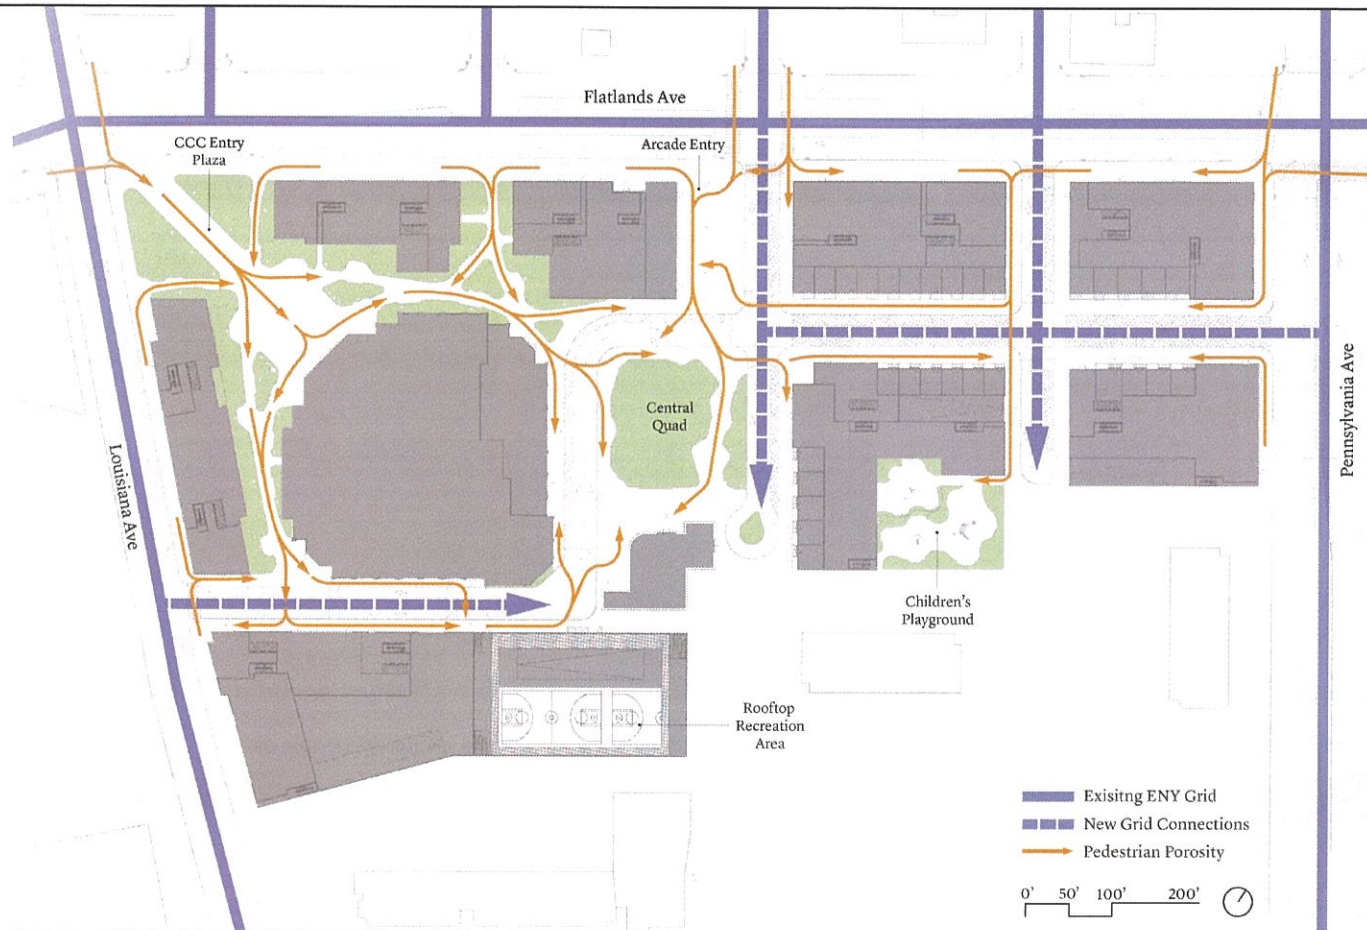 Flatlands Ave
CCC Entry
Plaza
Arcade Entry
Central
Quad
Louisiana Ave
Pennsylvania Ave
Children's
Playground
Rooftop
Recreation
Area
Exisitng ENY Grid
New Grid Connections
Pedestrian Porosity
0' 50' 100' 200'